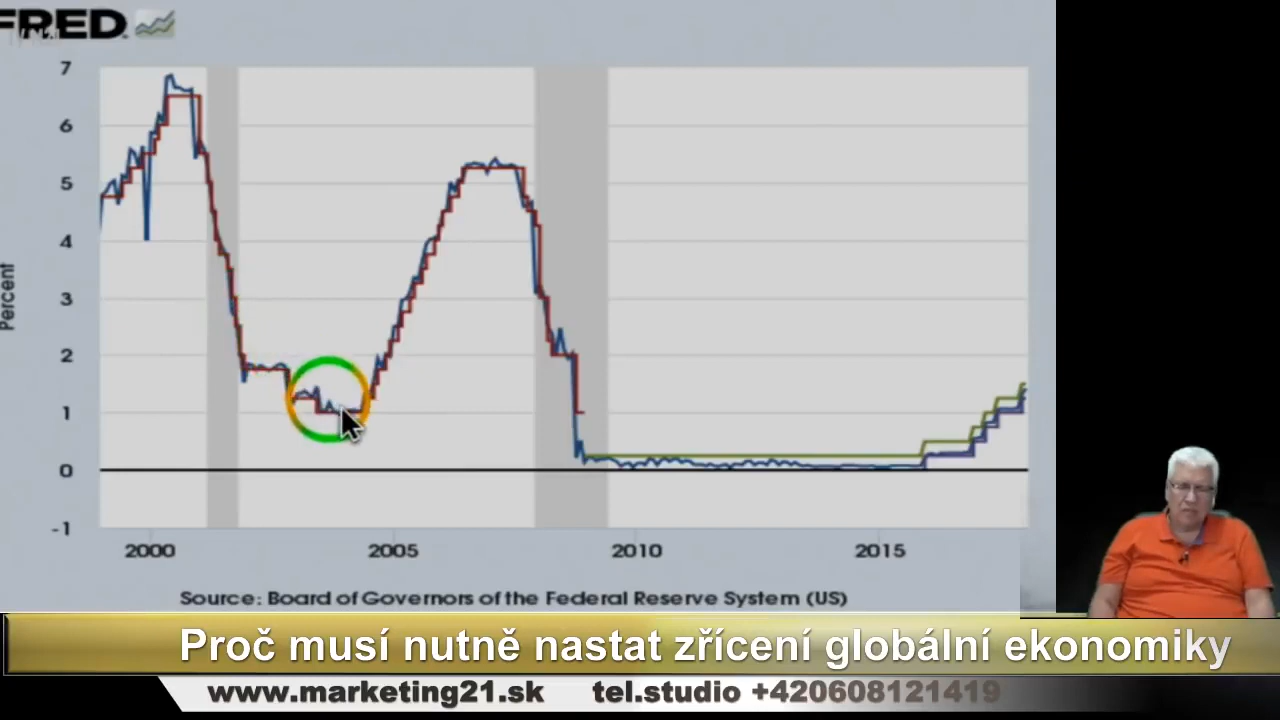 FRED
7
6
5
4
3
2
1
0
-1
Percent
2000 2005 2010 2015
Source: Board of Governors of the Federal Reserve System (US)
Proč musí nutně nastat zřícení globální ekonomiky
www.marketing21.sk tel.studio +420608121419